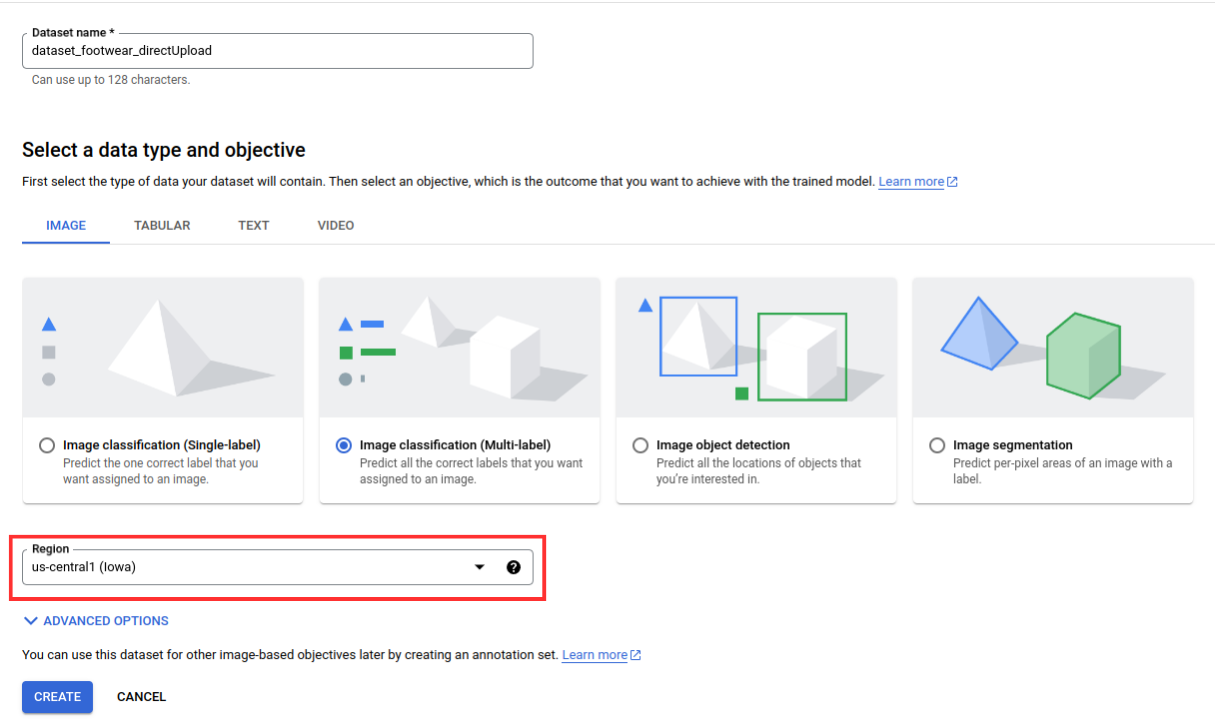 Dataset name *
dataset_footwear_directUpload
Can use up to 128 characters.
Select a data type and objective
First select the type of data your dataset will contain. Then select an objective, which is the outcome that you want to achieve with the trained model. Learn more
IMAGE TABULAR TEXT VIDEO
Image classification (Single-label)
Predict the one correct label that you
want assigned to an image.
Image classification (Multi-label)
Predict all the correct labels that you want
assigned to an image.
Image object detection
Predict all the locations of objects that
you're interested in.
Image segmentation
Predict per-pixel areas of an image with a
label.
Region
us-central1 (Iowa)
ADVANCED OPTIONS
You can use this dataset for other image-based objectives later by creating an annotation set. Learn more
CREATE CANCEL